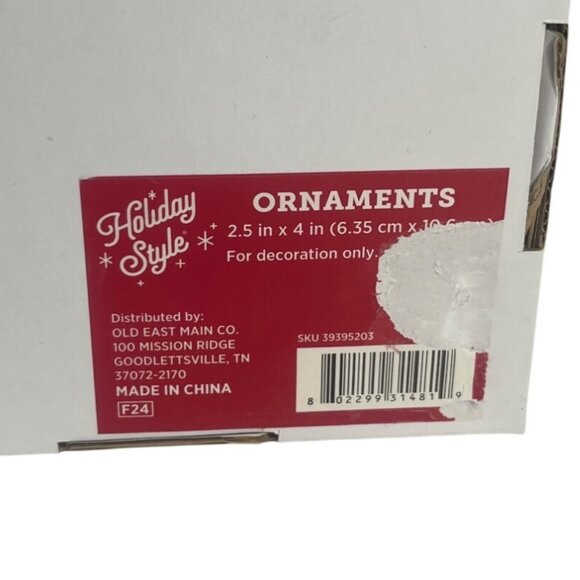 Holiday
Style
ORNAMENTS
2.5 in x 4 in (6.35 cm x
For decoration only.
Distributed by:
OLD EAST MAIN CO.
100 MISSION RIDGE
GOODLETTSVILLE, TN
37072-2170
MADE IN CHINA
F24
SKU 39395203
8 02299 31481 9